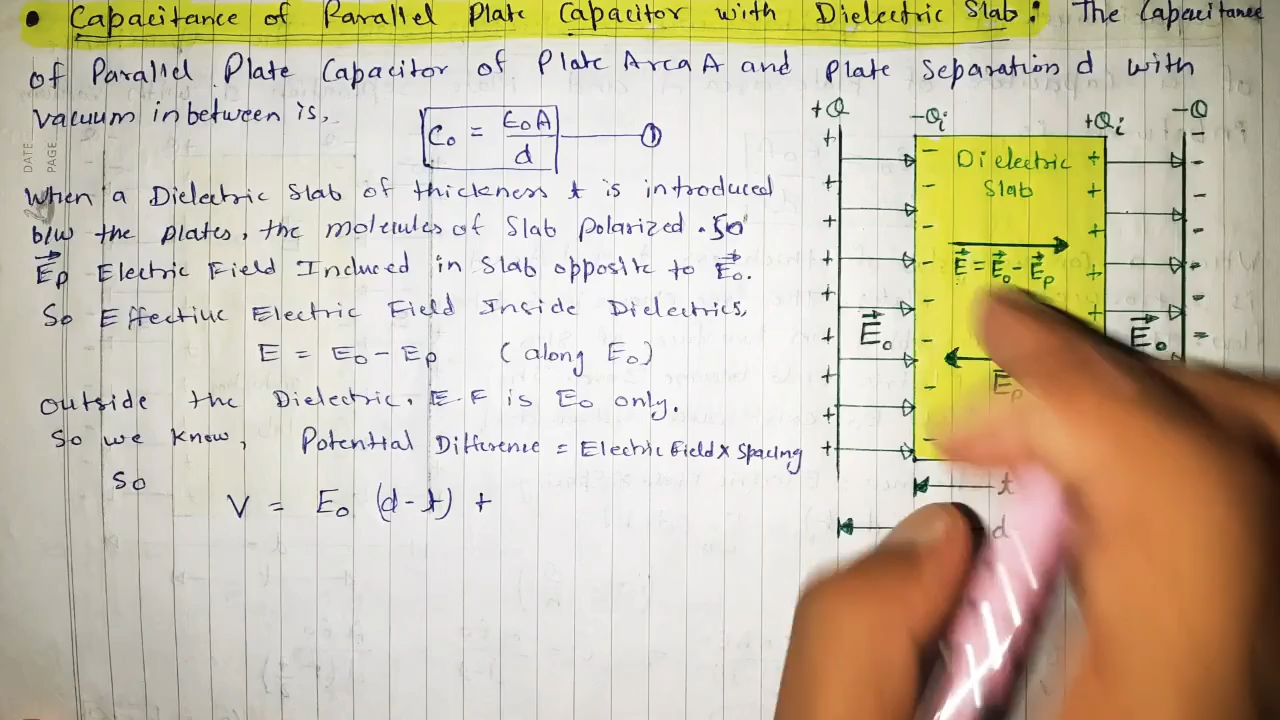 • Capacitance of Parallel Plate Capacitor with Dielectric Slab: The Capacitance
of Parallel Plate Capacitor of Plate Area A and Plate Separation d with
vacuum in between is,
C₀ = ε₀A / d ①
When a Dielectric Slab of thickness t is introduced
b/w the plates, the molecules of Slab Polarized. So
E⃗p Electric Field Induced in Slab opposite to E⃗₀.
So Effective Electric Field Inside Dielectrics,
E = E₀ - Ep (along E₀)
outside the Dielectric, E.F is E₀ only.
So we know, Potential Difference = Electric Field × Spacing
So
V = E₀ (d-t) +
+Q -Qi +Qi -Q
Dielectric
Slab
E⃗ = E⃗₀ - E⃗p
E⃗₀ E⃗₀
Ep
t
d
DATE:
PAGE